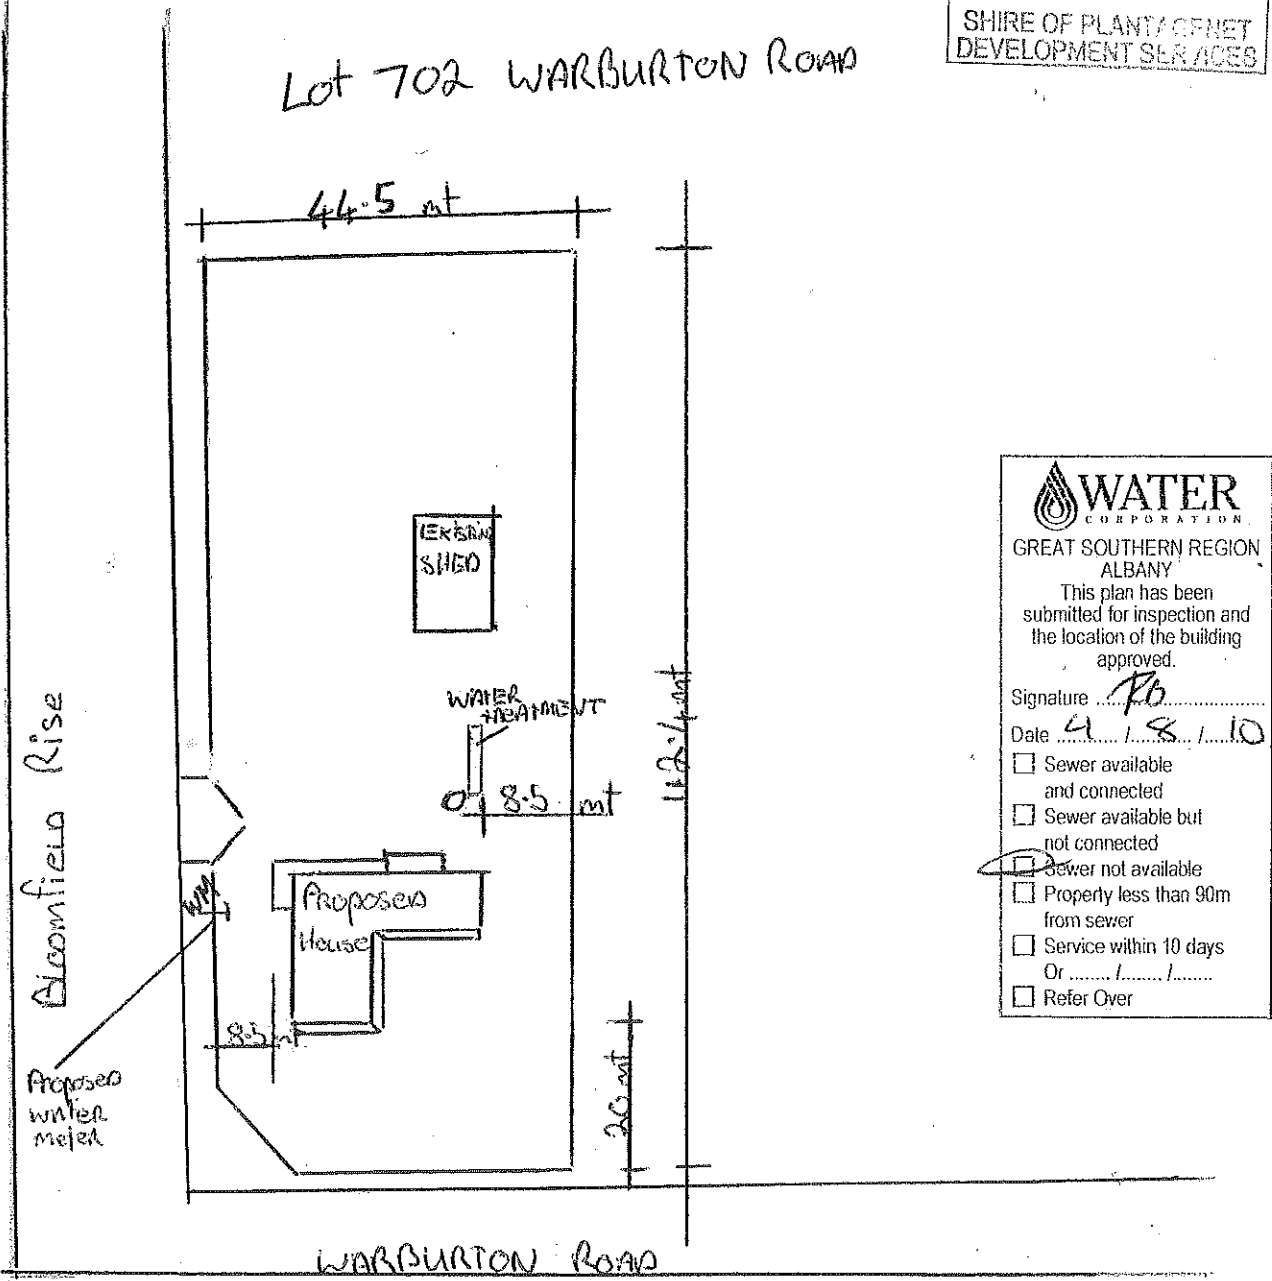 SHIRE OF PLANTAGENET
DEVELOPMENT SERVICES
Lot 702 WARBURTON ROAD
44.5 mt
SHED
WATER
TREATMENT
8.5 mt
112.4 mt
Bloomfield Rise
WM
Proposed
House
8.5 m
Proposed
water
meter
20 mt
WARBURTON ROAD
WATER
CORPORATION
GREAT SOUTHERN REGION
ALBANY
This plan has been
submitted for inspection and
the location of the building
approved.
Signature ....................
Date 4 / 8 / 10
Sewer available
and connected
Sewer available but
not connected
Sewer not available
Property less than 90m
from sewer
Service within 10 days
Or ........ /........ /........
Refer Over